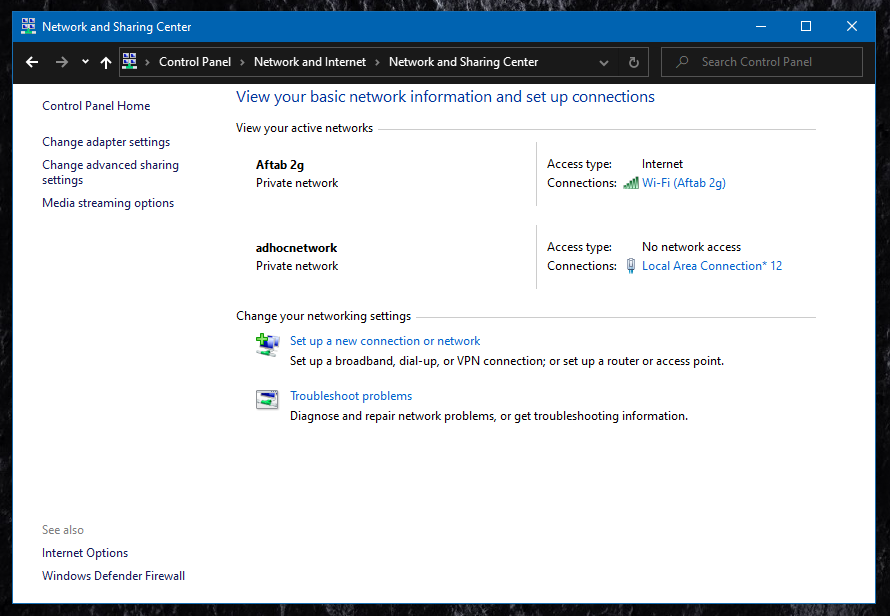 Network and Sharing Center
Control Panel
Network and Internet
Network and Sharing Center
Search Control Panel
Control Panel Home
Change adapter settings
Change advanced sharing
settings
Media streaming options
View your basic network information and set up connections
View your active networks
Aftab 2g
Private network
Access type: Internet
Connections: Wi-Fi (Aftab 2g)
adhocnetwork
Private network
Access type: No network access
Connections: Local Area Connection* 12
Change your networking settings
Set up a new connection or network
Set up a broadband, dial-up, or VPN connection; or set up a router or access point.
Troubleshoot problems
Diagnose and repair network problems, or get troubleshooting information.
See also
Internet Options
Windows Defender Firewall